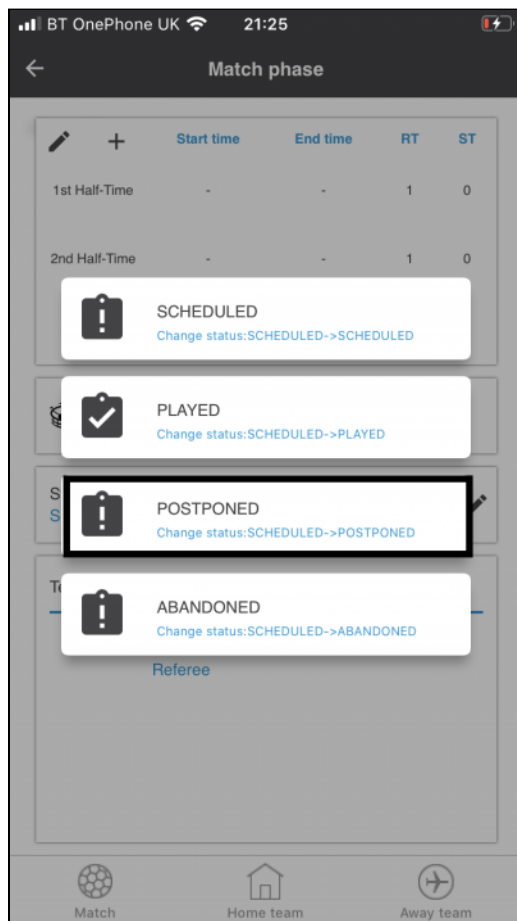 BT OnePhone UK 21:25
Match phase
Start time End time RT ST
1st Half-Time - - 1 0
2nd Half-Time - - 1 0
SCHEDULED
Change status:SCHEDULED->SCHEDULED
PLAYED
Change status:SCHEDULED->PLAYED
S
S
POSTPONED
Change status:SCHEDULED->POSTPONED
Te
ABANDONED
Change status:SCHEDULED->ABANDONED
Referee
Match Home team Away team